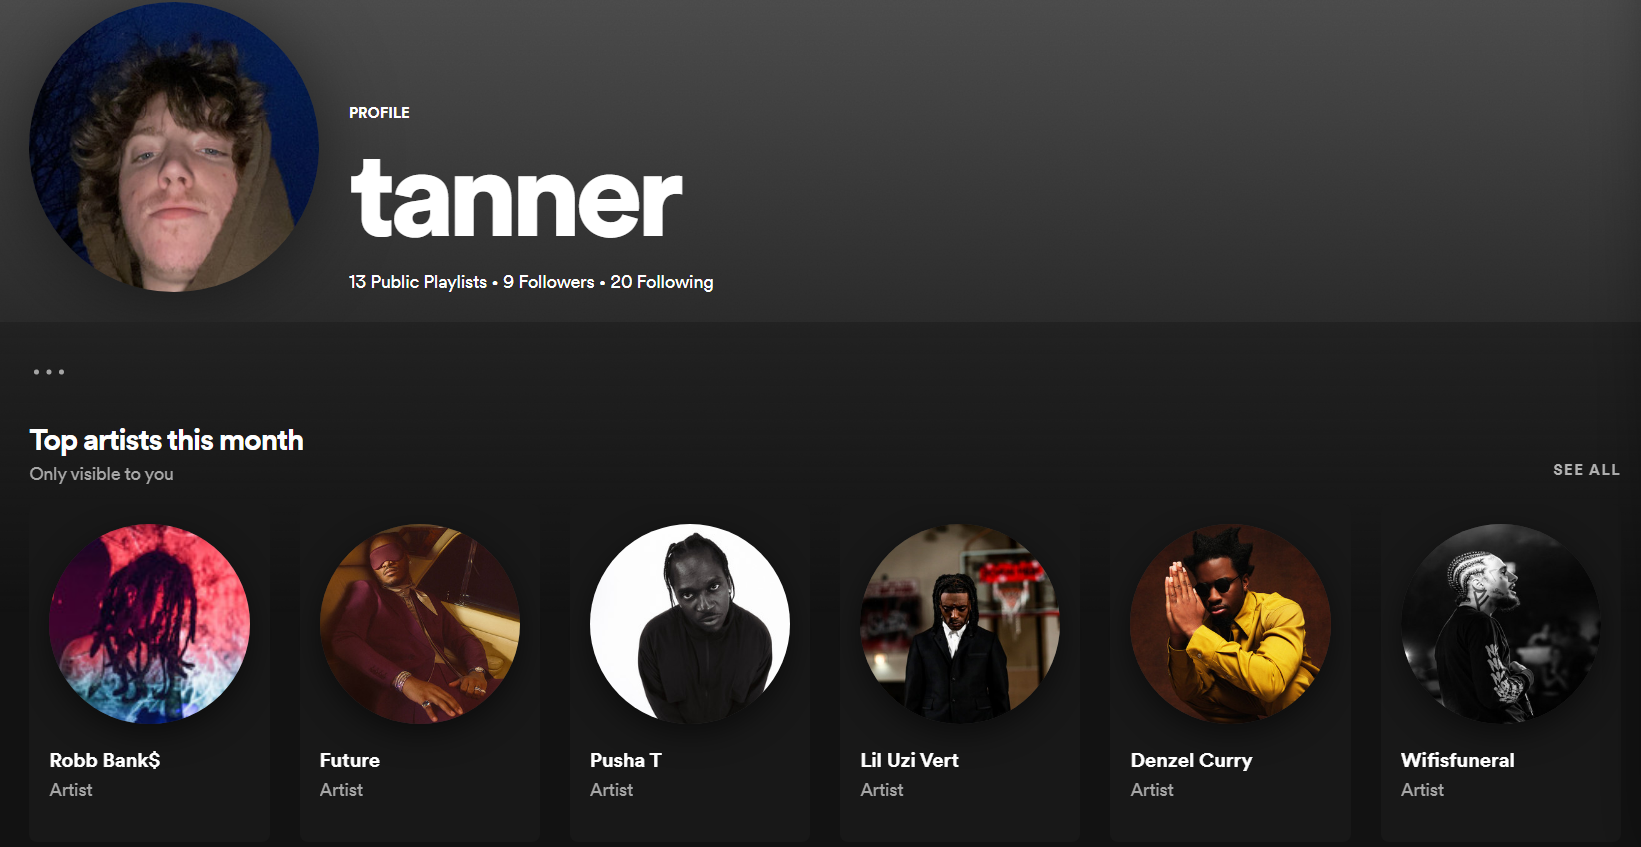 PROFILE
tanner
13 Public Playlists • 9 Followers • 20 Following
Top artists this month
Only visible to you
SEE ALL
Robb Bank$
Artist
Future
Artist
Pusha T
Artist
Lil Uzi Vert
Artist
Denzel Curry
Artist
Wifisfuneral
Artist